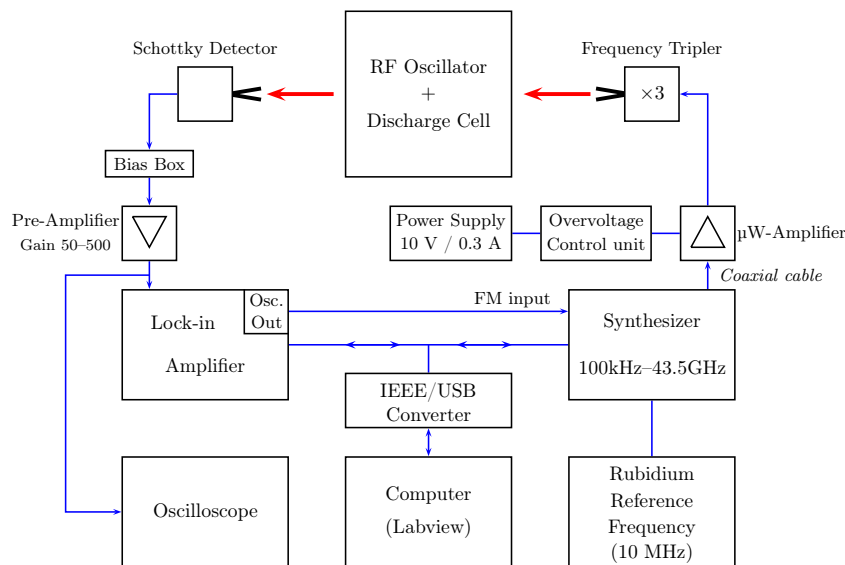 Schottky Detector
RF Oscillator
+
Discharge Cell
Frequency Tripler
×3
Bias Box
Pre-Amplifier
Gain 50–500
Power Supply
10 V / 0.3 A
Overvoltage
Control unit
µW-Amplifier
Coaxial cable
Lock-in
Amplifier
Osc.
Out
FM input
Synthesizer
100kHz–43.5GHz
IEEE/USB
Converter
Oscilloscope
Computer
(Labview)
Rubidium
Reference
Frequency
(10 MHz)